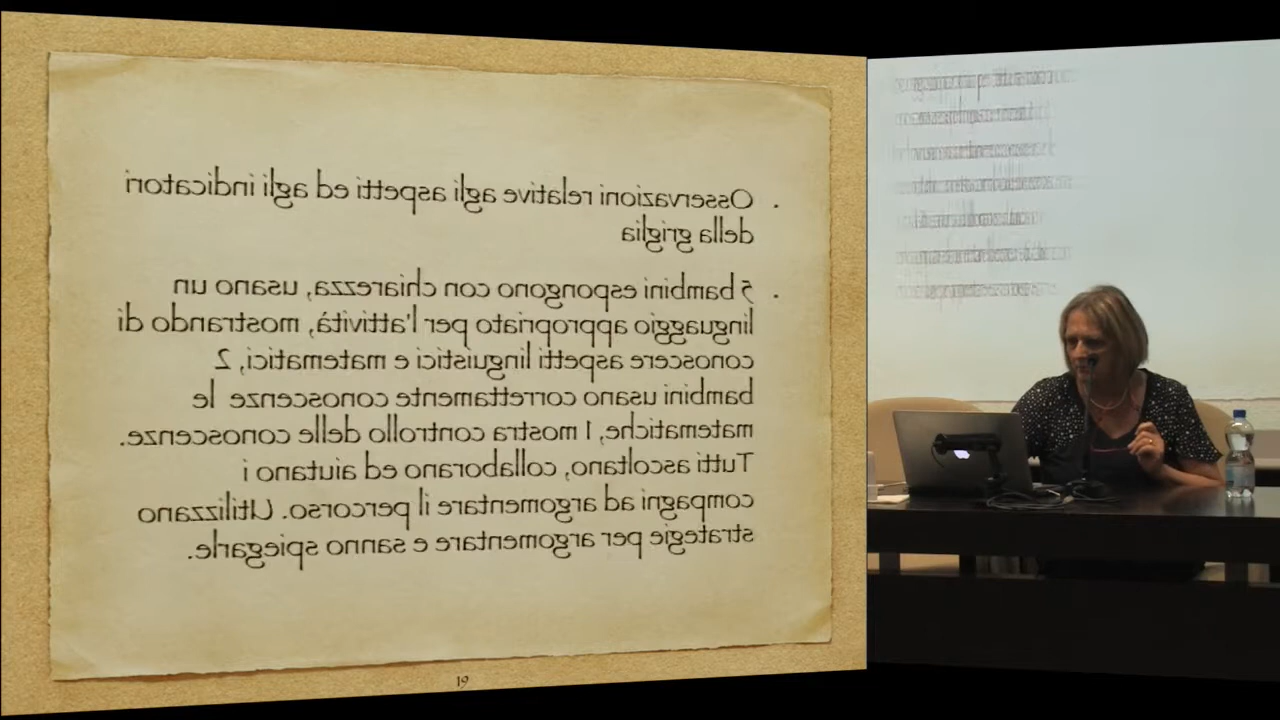 • Osservazioni relative agli aspetti ed agli indicatori
della griglia
• 5 bambini espongono con chiarezza, usano un
linguaggio appropriato per l'attività, mostrando di
conoscere aspetti linguistici e matematici, 2
bambini usano correttamente conoscenze le
matematiche, 1 mostra controllo delle conoscenze.
Tutti ascoltano, collaborano ed aiutano i
compagni ad argomentare il percorso. Utilizzano
strategie per argomentare e sanno spiegarle.
19